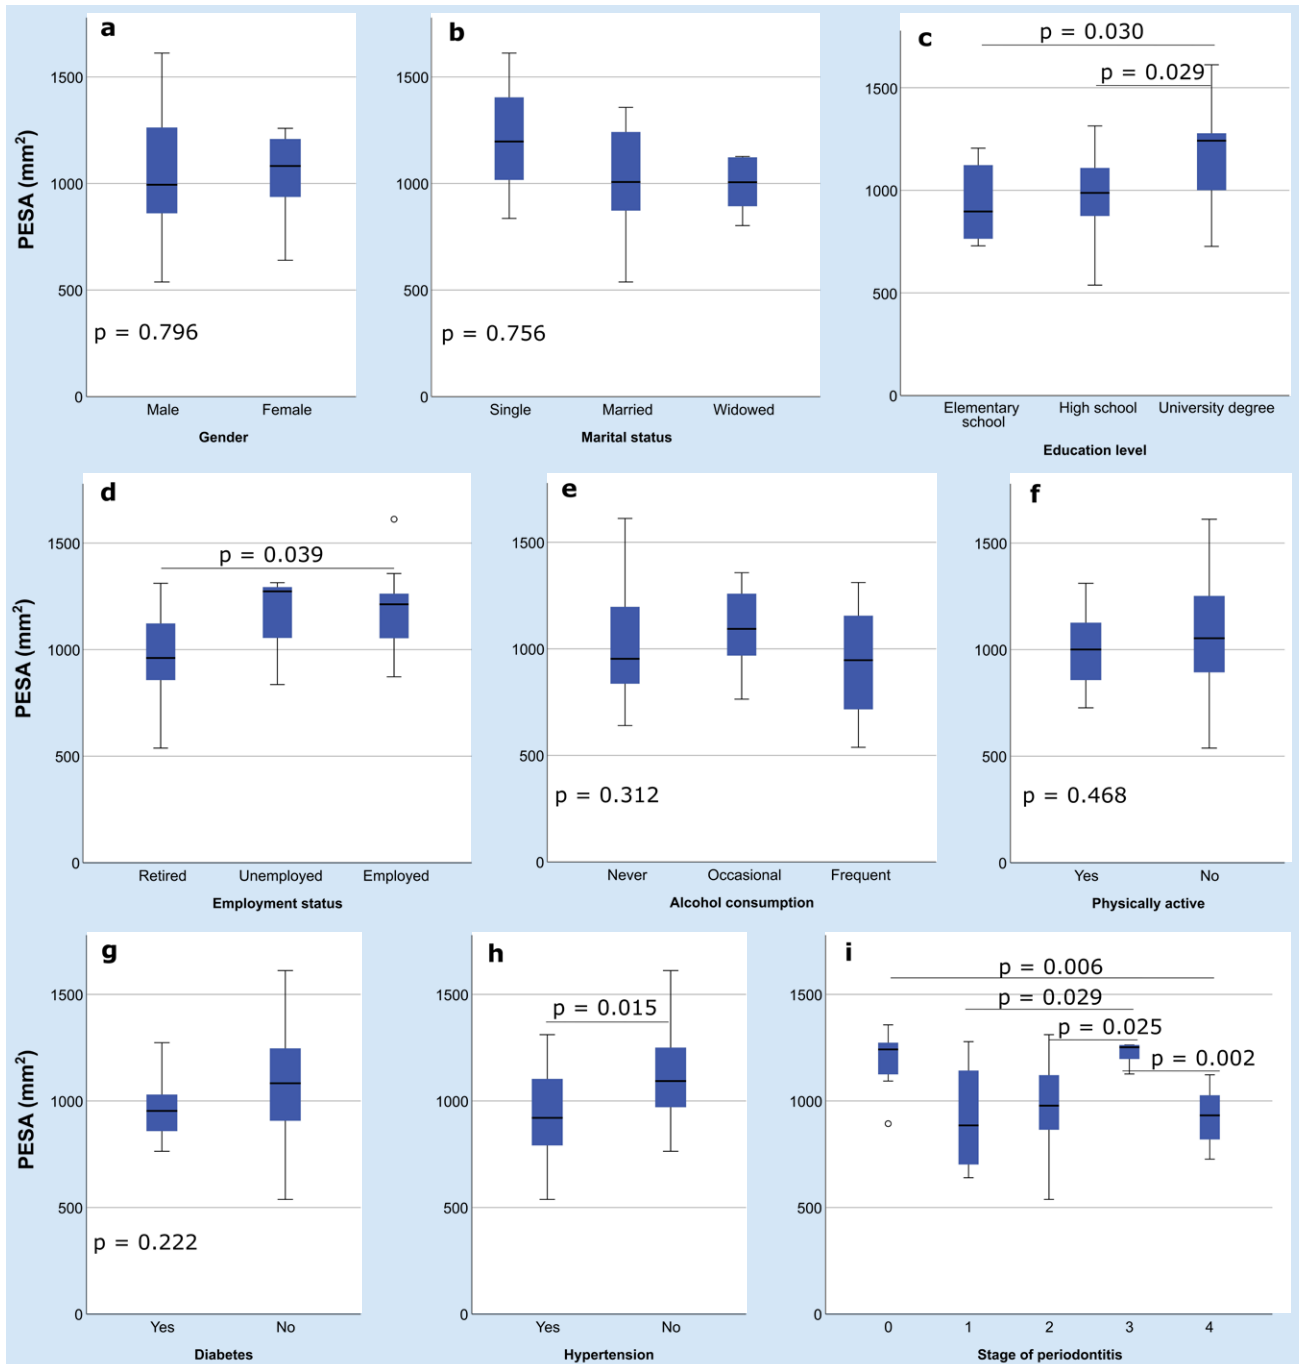 a
1500
1000
500
0
PESA (mm²)
p = 0.796
Male Female
Gender
b
1500
1000
500
0
p = 0.756
Single Married Widowed
Marital status
c
p = 0.030
p = 0.029
1500
1000
500
0
Elementary school High school University degree
Education level
d
1500
1000
500
0
PESA (mm²)
p = 0.039
Retired Unemployed Employed
Employment status
e
1500
1000
500
0
p = 0.312
Never Occasional Frequent
Alcohol consumption
f
1500
1000
500
0
p = 0.468
Yes No
Physically active
g
1500
1000
500
0
PESA (mm²)
p = 0.222
Yes No
Diabetes
h
1500
1000
500
0
p = 0.015
Yes No
Hypertension
i
p = 0.006
p = 0.029
p = 0.025
p = 0.002
1500
1000
500
0
0 1 2 3 4
Stage of periodontitis